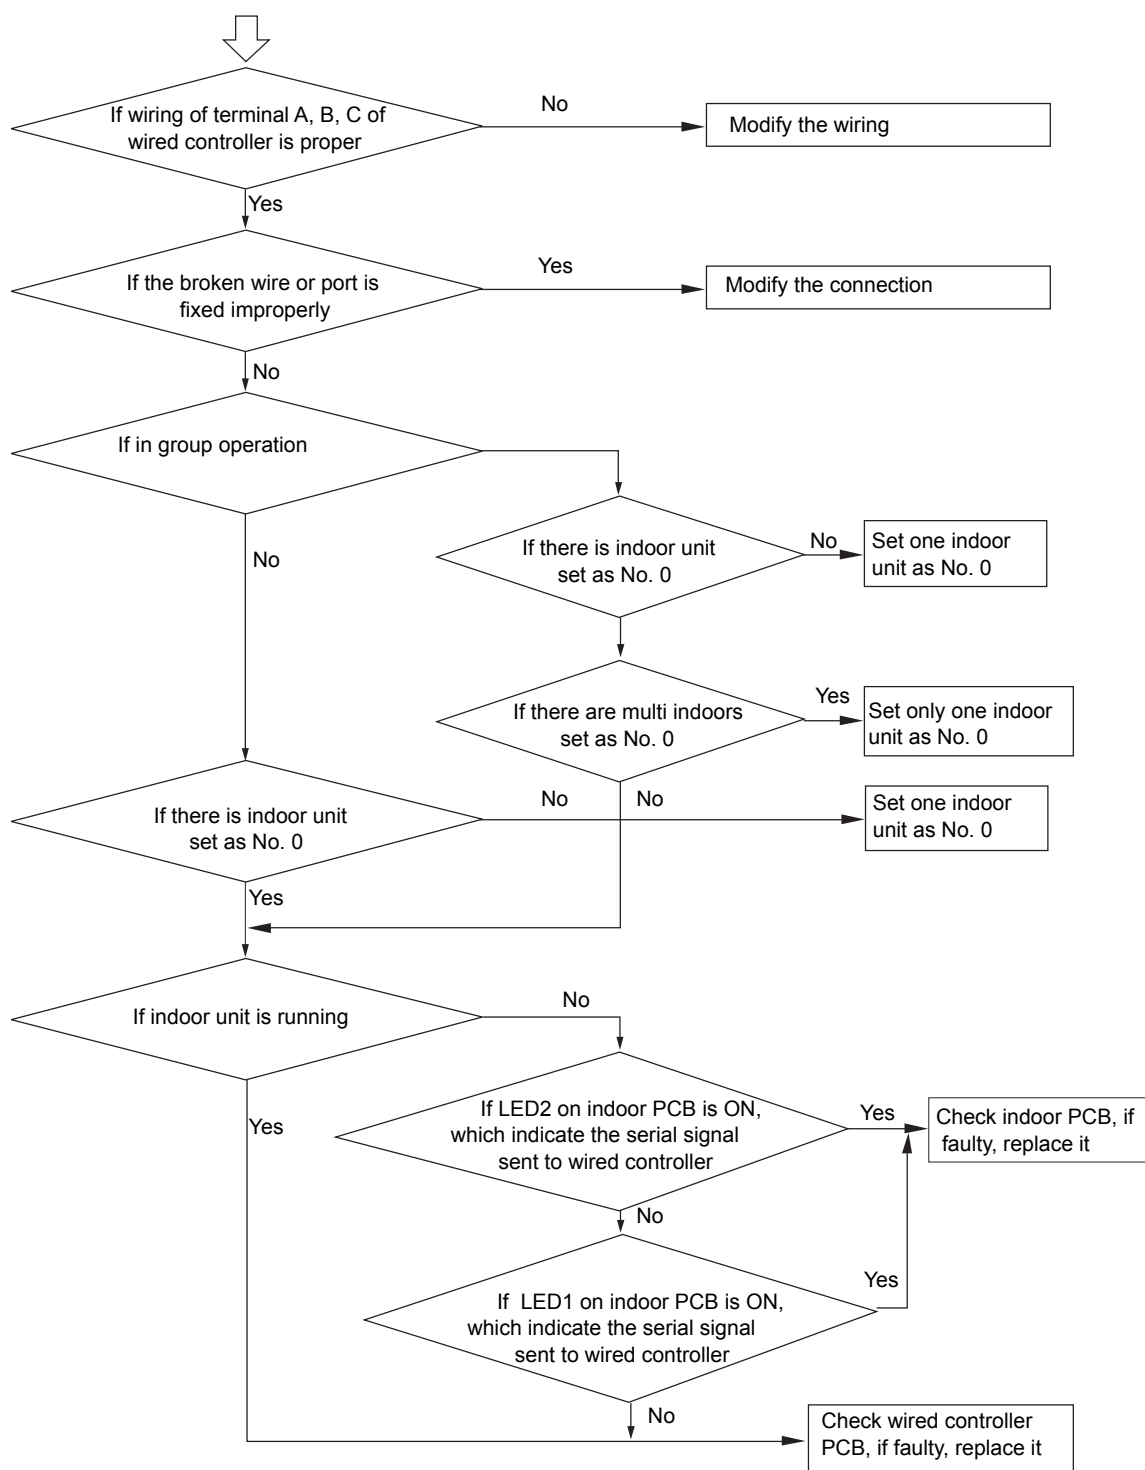 If wiring of terminal A, B, C of
wired controller is proper
No
Modify the wiring
Yes
If the broken wire or port is
fixed improperly
Yes
Modify the connection
No
If in group operation
No
If there is indoor unit
set as No. 0
No
Set one indoor
unit as No. 0
If there are multi indoors
set as No. 0
Yes
Set only one indoor
unit as No. 0
If there is indoor unit
set as No. 0
No
No
Set one indoor
unit as No. 0
Yes
If indoor unit is running
No
Yes
If LED2 on indoor PCB is ON,
which indicate the serial signal
sent to wired controller
Yes
Check indoor PCB, if
faulty, replace it
No
If LED1 on indoor PCB is ON,
which indicate the serial signal
sent to wired controller
Yes
No
Check wired controller
PCB, if faulty, replace it